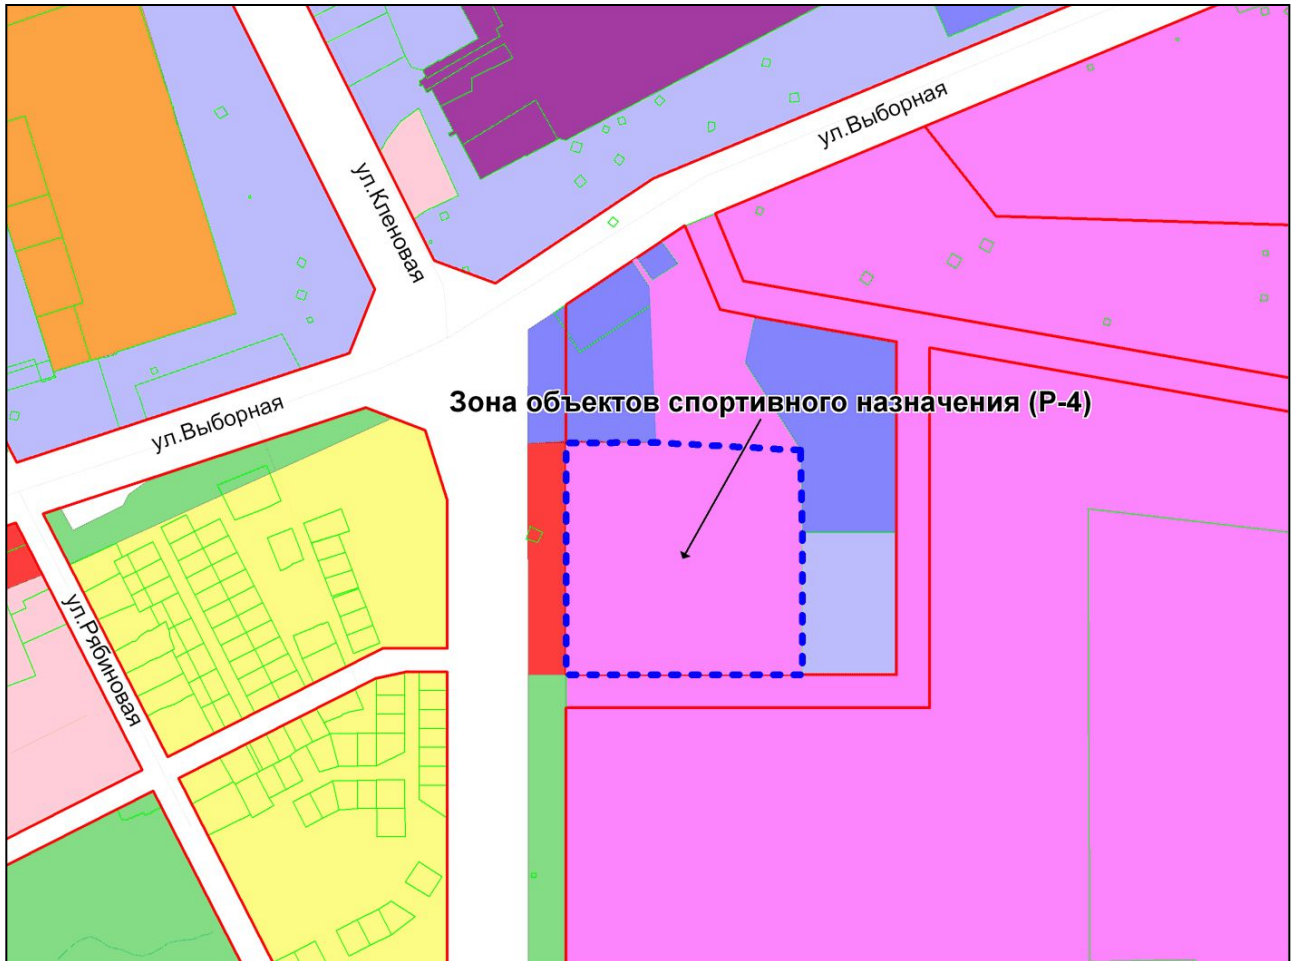 ул.Выборная
ул.Кленовая
Зона объектов спортивного назначения (Р-4)
ул.Выборная
ул.Рябиновая